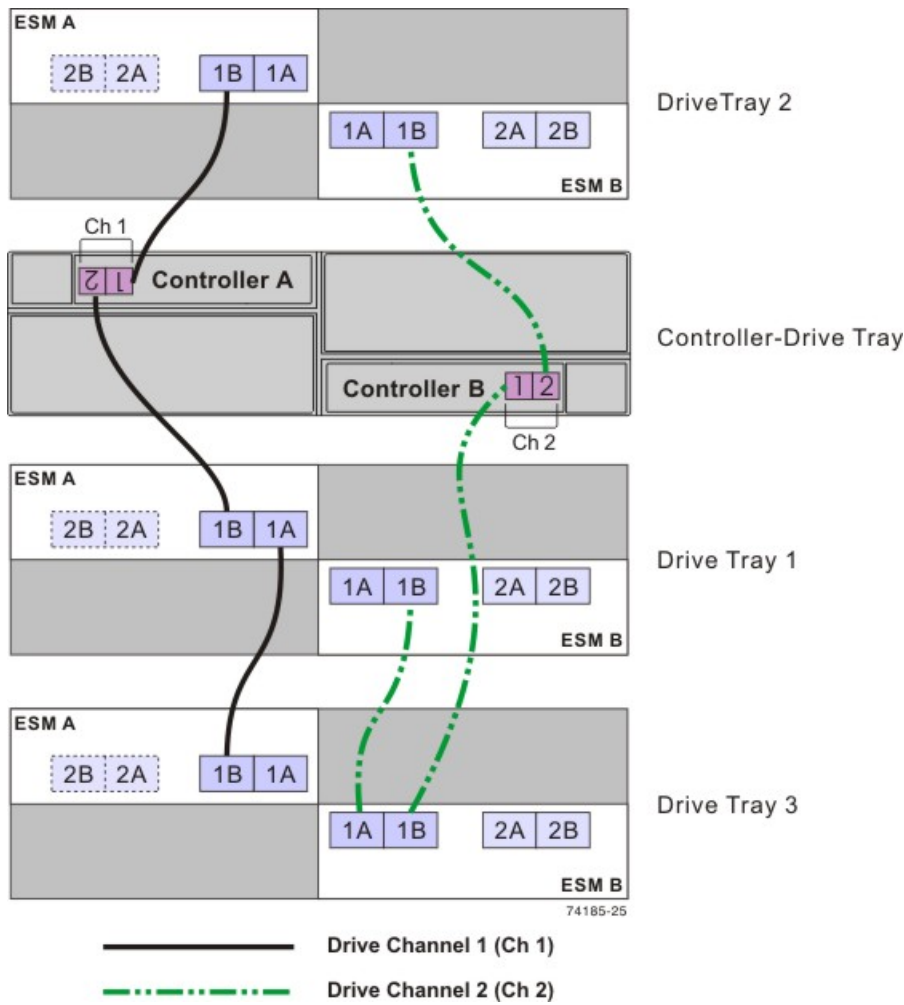 ESM A
2B 2A 1B 1A
DriveTray 2
1A 1B 2A 2B
ESM B
Ch 1
2 1 Controller A
Controller-Drive Tray
Controller B 1 2
Ch 2
ESM A
2B 2A 1B 1A
Drive Tray 1
1A 1B 2A 2B
ESM B
ESM A
2B 2A 1B 1A
Drive Tray 3
1A 1B 2A 2B
ESM B
74185-25
Drive Channel 1 (Ch 1)
Drive Channel 2 (Ch 2)